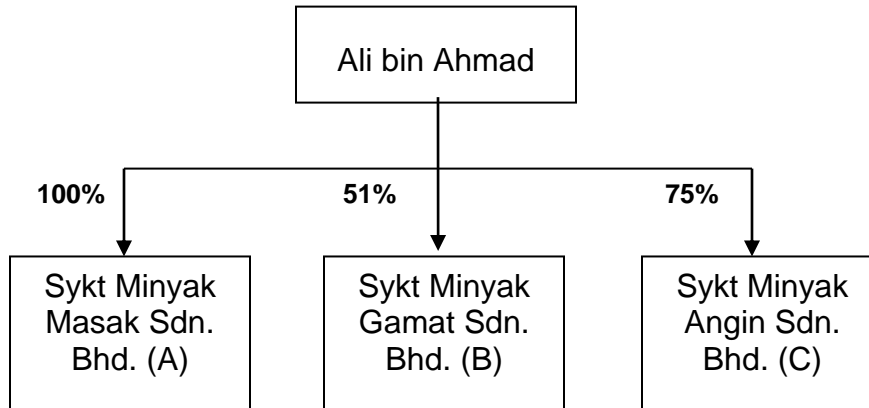 Ali bin Ahmad
100%
51%
75%
Sykt Minyak
Masak Sdn.
Bhd. (A)
Sykt Minyak
Gamat Sdn.
Bhd. (B)
Sykt Minyak
Angin Sdn.
Bhd. (C)